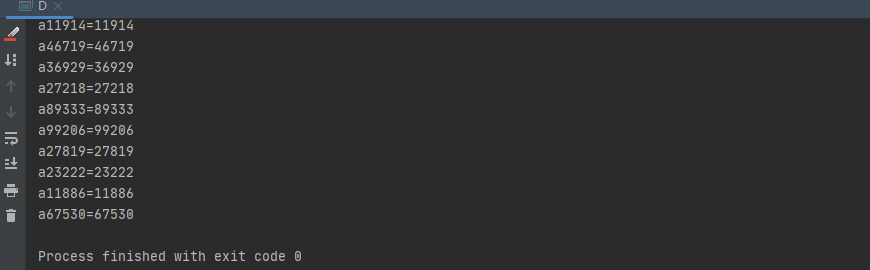 D
a11914=11914
a46719=46719
a36929=36929
a27218=27218
a89333=89333
a99206=99206
a27819=27819
a23222=23222
a11886=11886
a67530=67530
Process finished with exit code 0